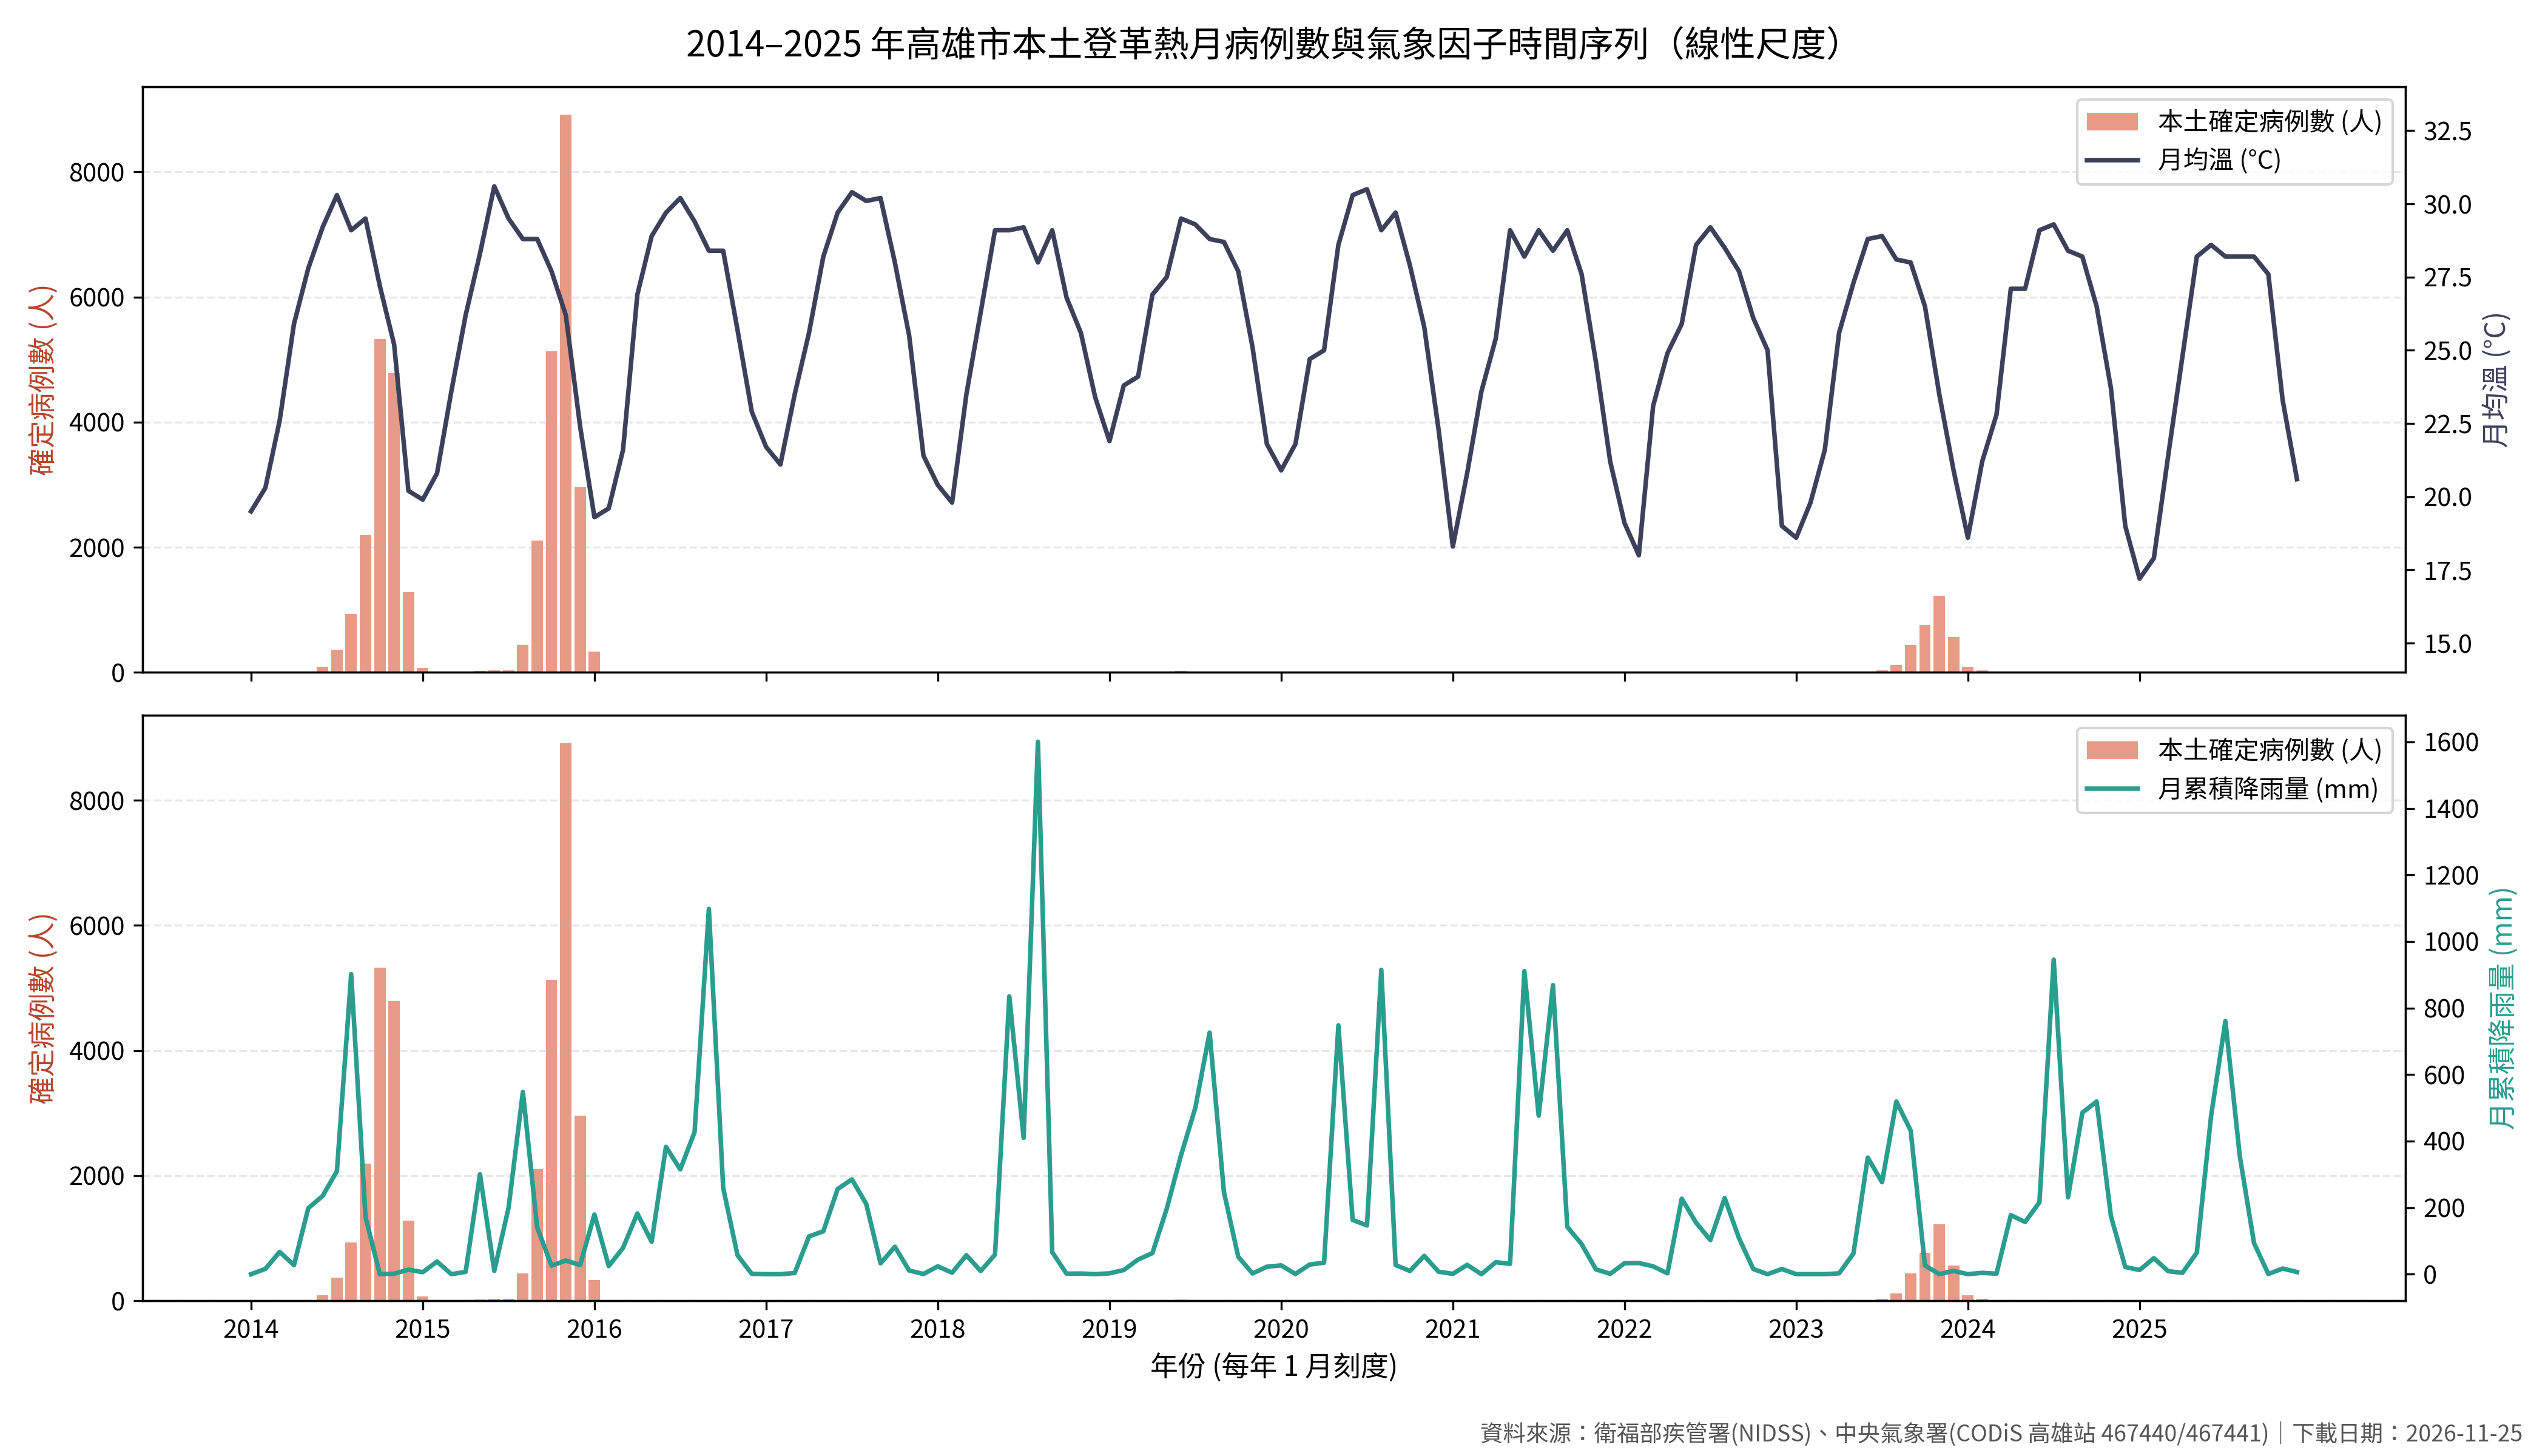 2014–2025 年高雄市本土登革熱月病例數與氣象因子時間序列（線性尺度）
本土確定病例數 (人)
月均溫 (°C)
確定病例數 (人)
8000
6000
4000
2000
0
32.5
30.0
27.5
25.0
22.5
20.0
17.5
15.0
月均溫 (°C)
本土確定病例數 (人)
月累積降雨量 (mm)
確定病例數 (人)
8000
6000
4000
2000
0
1600
1400
1200
1000
800
600
400
200
0
月累積降雨量 (mm)
2014 2015 2016 2017 2018 2019 2020 2021 2022 2023 2024 2025
年份 (每年 1 月刻度)
資料來源：衛福部疾管署(NIDSS)、中央氣象署(CODiS 高雄站 467440/467441)｜下載日期：2026-11-25